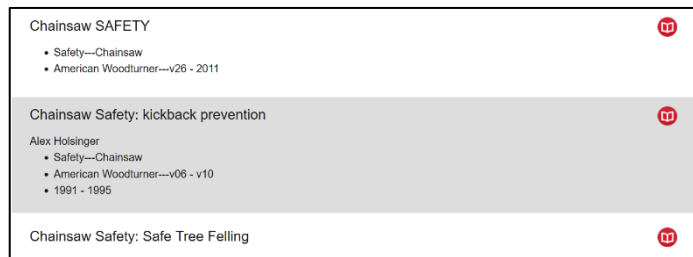 Chainsaw SAFETY
Safety---Chainsaw
American Woodturner---v26 - 2011
Chainsaw Safety: kickback prevention
Alex Holsinger
Safety---Chainsaw
American Woodturner---v06 - v10
1991 - 1995
Chainsaw Safety: Safe Tree Felling